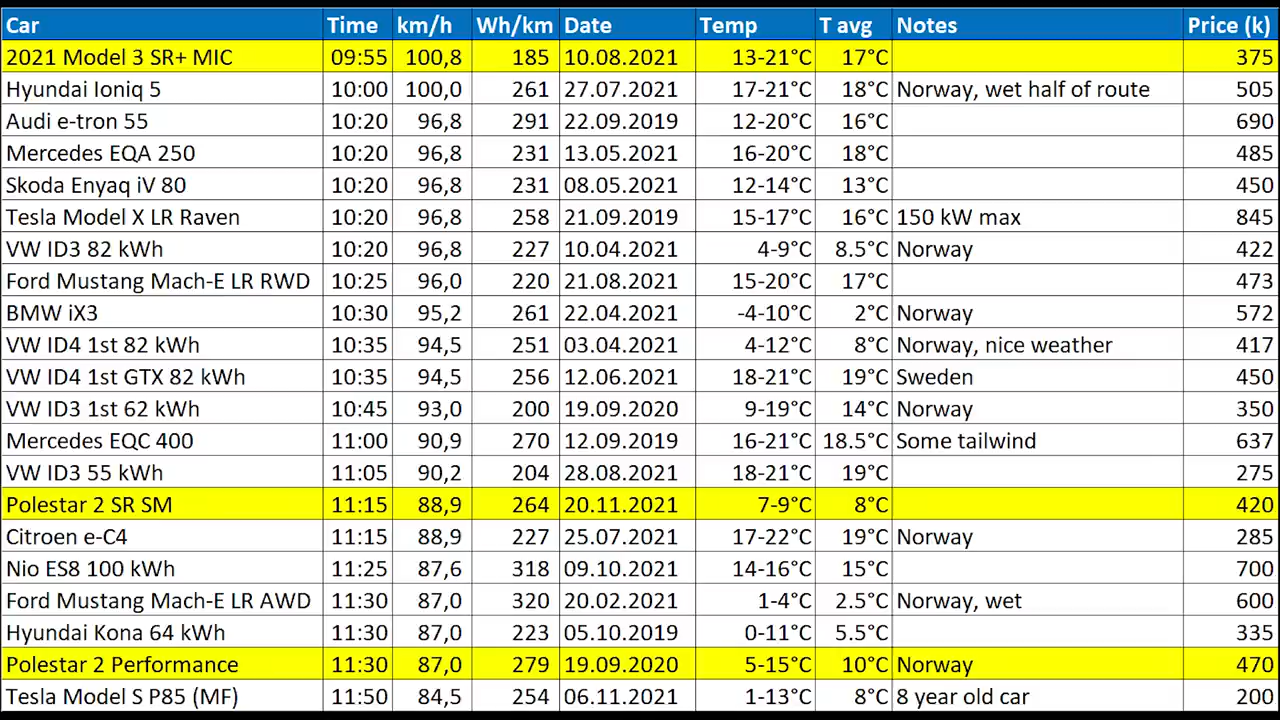 Car Time km/h Wh/km Date Temp T avg Notes Price (k)
2021 Model 3 SR+ MIC 09:55 100,8 185 10.08.2021 13-21°C 17°C 375
Hyundai Ioniq 5 10:00 100,0 261 27.07.2021 17-21°C 18°C Norway, wet half of route 505
Audi e-tron 55 10:20 96,8 291 22.09.2019 12-20°C 16°C 690
Mercedes EQA 250 10:20 96,8 231 13.05.2021 16-20°C 18°C 485
Skoda Enyaq iV 80 10:20 96,8 231 08.05.2021 12-14°C 13°C 450
Tesla Model X LR Raven 10:20 96,8 258 21.09.2019 15-17°C 16°C 150 kW max 845
VW ID3 82 kWh 10:20 96,8 227 10.04.2021 4-9°C 8.5°C Norway 422
Ford Mustang Mach-E LR RWD 10:25 96,0 220 21.08.2021 15-20°C 17°C 473
BMW iX3 10:30 95,2 261 22.04.2021 -4-10°C 2°C Norway 572
VW ID4 1st 82 kWh 10:35 94,5 251 03.04.2021 4-12°C 8°C Norway, nice weather 417
VW ID4 1st GTX 82 kWh 10:35 94,5 256 12.06.2021 18-21°C 19°C Sweden 450
VW ID3 1st 62 kWh 10:45 93,0 200 19.09.2020 9-19°C 14°C Norway 350
Mercedes EQC 400 11:00 90,9 270 12.09.2019 16-21°C 18.5°C Some tailwind 637
VW ID3 55 kWh 11:05 90,2 204 28.08.2021 18-21°C 19°C 275
Polestar 2 SR SM 11:15 88,9 264 20.11.2021 7-9°C 8°C 420
Citroen e-C4 11:15 88,9 227 25.07.2021 17-22°C 19°C Norway 285
Nio ES8 100 kWh 11:25 87,6 318 09.10.2021 14-16°C 15°C 700
Ford Mustang Mach-E LR AWD 11:30 87,0 320 20.02.2021 1-4°C 2.5°C Norway, wet 600
Hyundai Kona 64 kWh 11:30 87,0 223 05.10.2019 0-11°C 5.5°C 335
Polestar 2 Performance 11:30 87,0 279 19.09.2020 5-15°C 10°C Norway 470
Tesla Model S P85 (MF) 11:50 84,5 254 06.11.2021 1-13°C 8°C 8 year old car 200